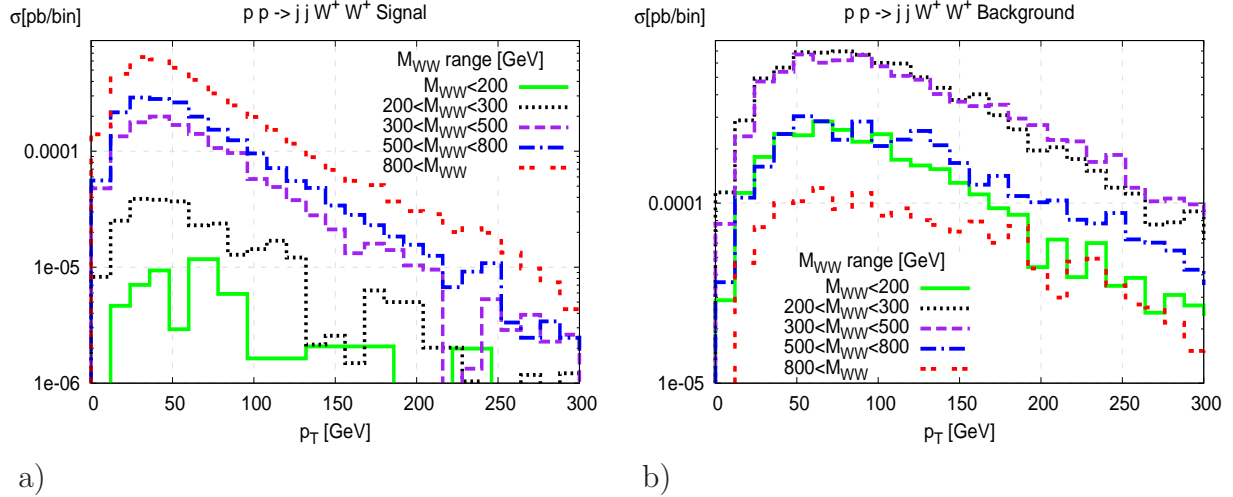 σ[pb/bin]
p p -> j j W+ W+ Signal
M_WW range [GeV]
M_WW<200
200<M_WW<300
300<M_WW<500
500<M_WW<800
800<M_WW
0.0001
1e-05
1e-06
0 50 100 150 200 250 300
p_T [GeV]
a)
σ[pb/bin]
p p -> j j W+ W+ Background
0.0001
M_WW range [GeV]
M_WW<200
200<M_WW<300
300<M_WW<500
500<M_WW<800
800<M_WW
1e-05
0 50 100 150 200 250 300
p_T [GeV]
b)